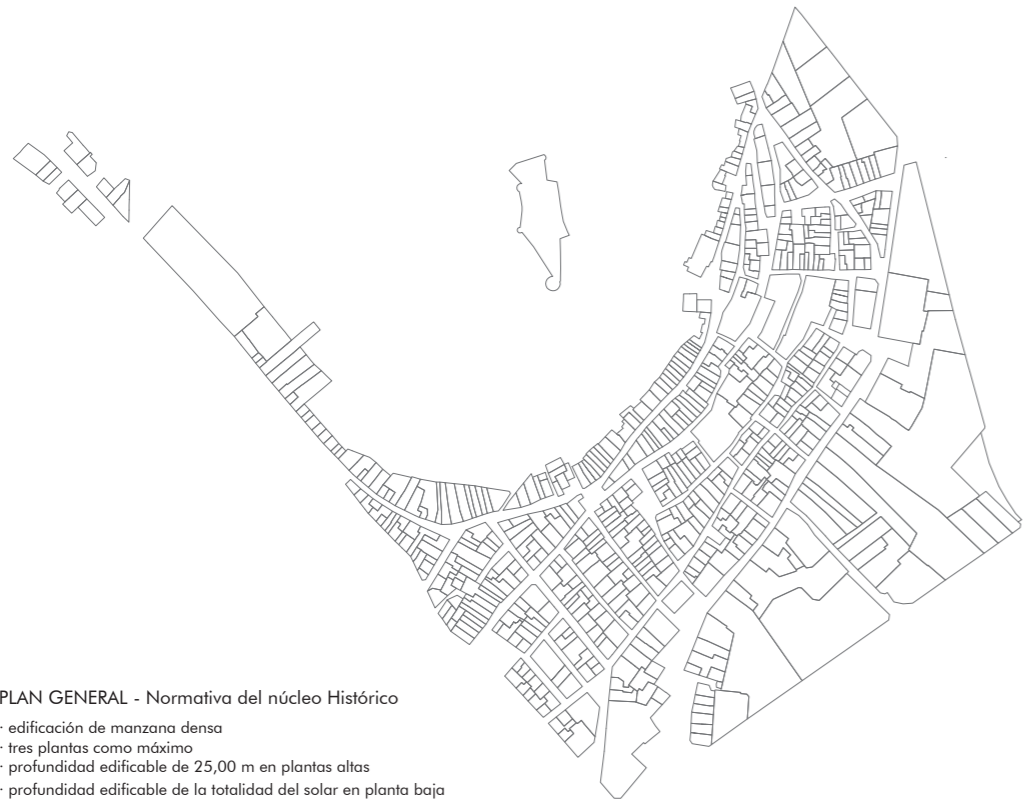 PLAN GENERAL - Normativa del núcleo Histórico
· edificación de manzana densa
· tres plantas como máximo
· profundidad edificable de 25,00 m en plantas altas
· profundidad edificable de la totalidad del solar en planta baja